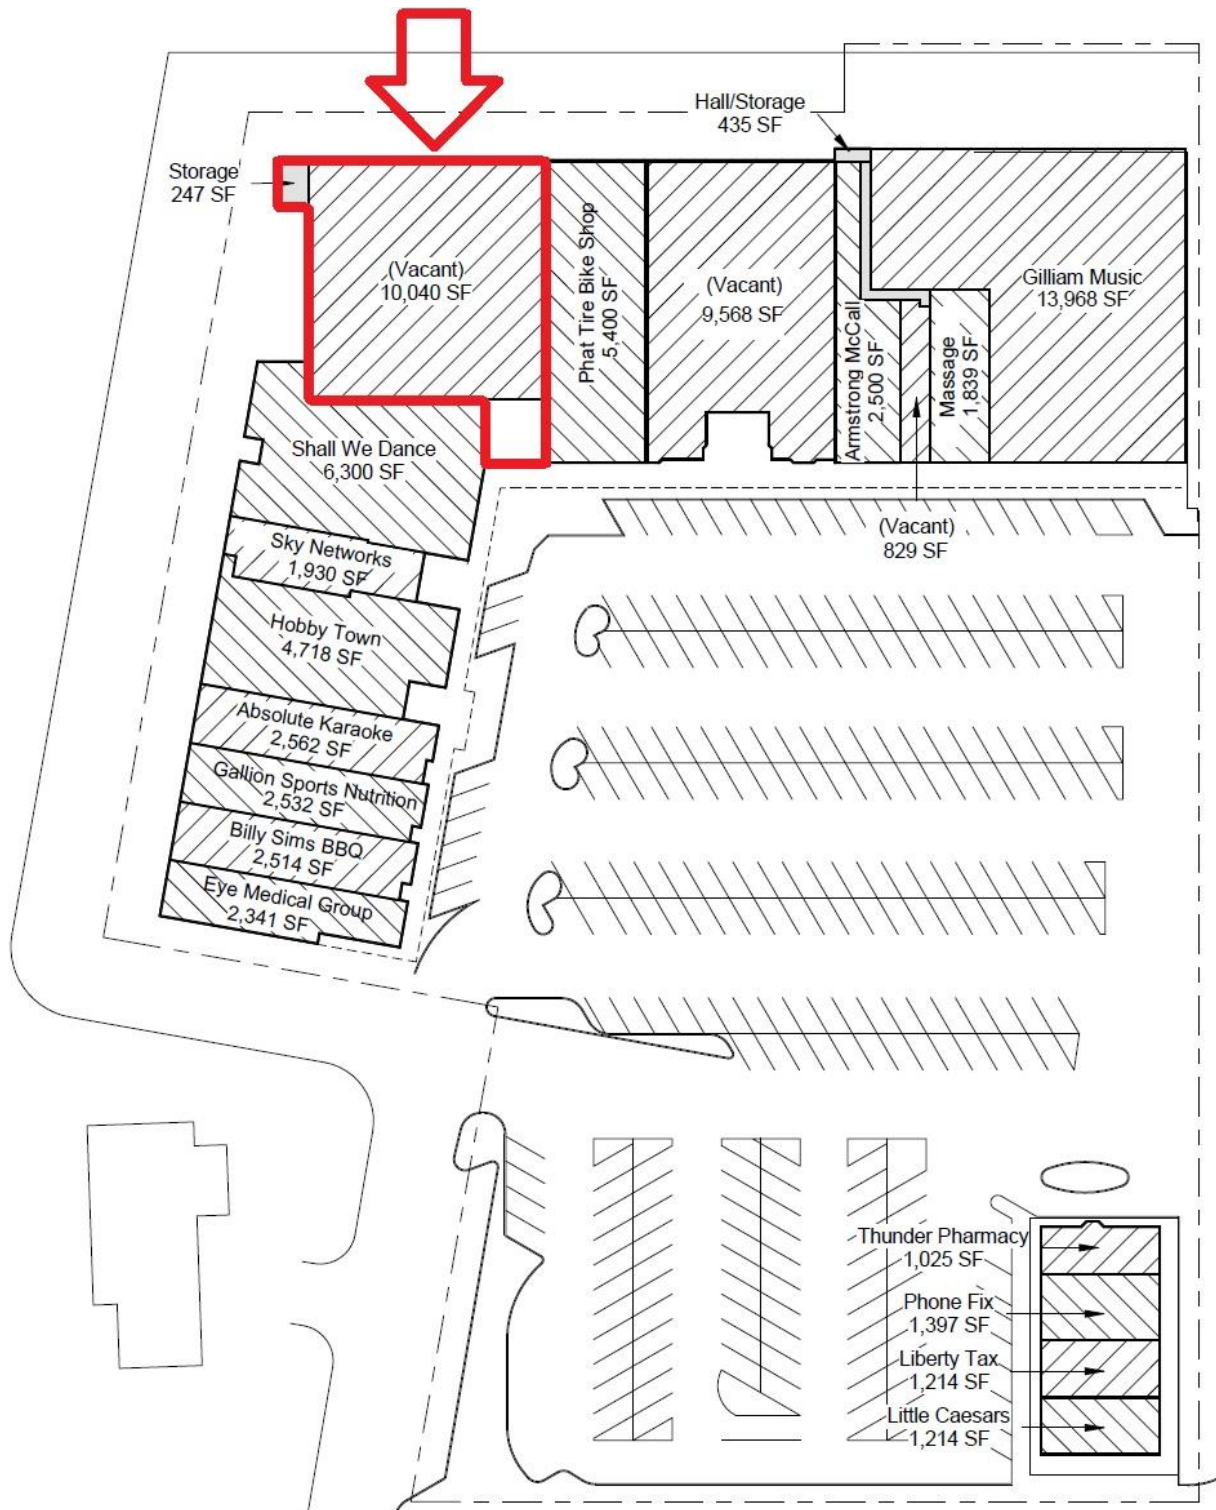 Hall/Storage
435 SF
Storage
247 SF
(Vacant)
10,040 SF
Phat Tire Bike Shop
5,400 SF
(Vacant)
9,568 SF
Armstrong McCall
2,500 SF
Massage
1,839 SF
Gilliam Music
13,968 SF
(Vacant)
829 SF
Shall We Dance
6,300 SF
Sky Networks
1,930 SF
Hobby Town
4,718 SF
Absolute Karaoke
2,562 SF
Gallion Sports Nutrition
2,532 SF
Billy Sims BBQ
2,514 SF
Eye Medical Group
2,341 SF
Thunder Pharmacy
1,025 SF
Phone Fix
1,397 SF
Liberty Tax
1,214 SF
Little Caesars
1,214 SF